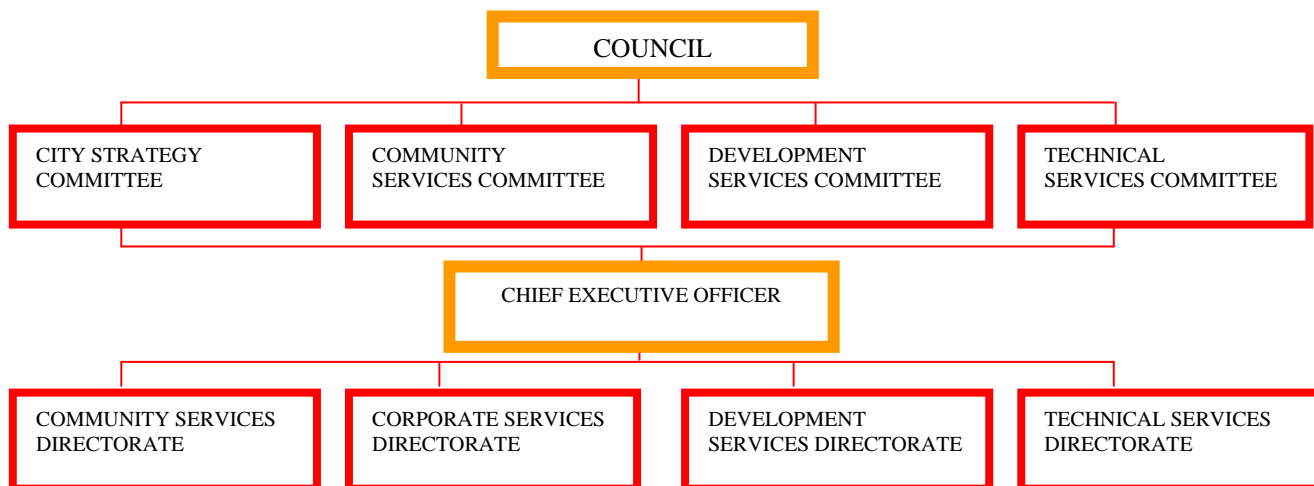 COUNCIL
CITY STRATEGY
COMMITTEE
COMMUNITY
SERVICES COMMITTEE
DEVELOPMENT
SERVICES COMMITTEE
TECHNICAL
SERVICES COMMITTEE
CHIEF EXECUTIVE OFFICER
COMMUNITY SERVICES
DIRECTORATE
CORPORATE SERVICES
DIRECTORATE
DEVELOPMENT
SERVICES DIRECTORATE
TECHNICAL SERVICES
DIRECTORATE